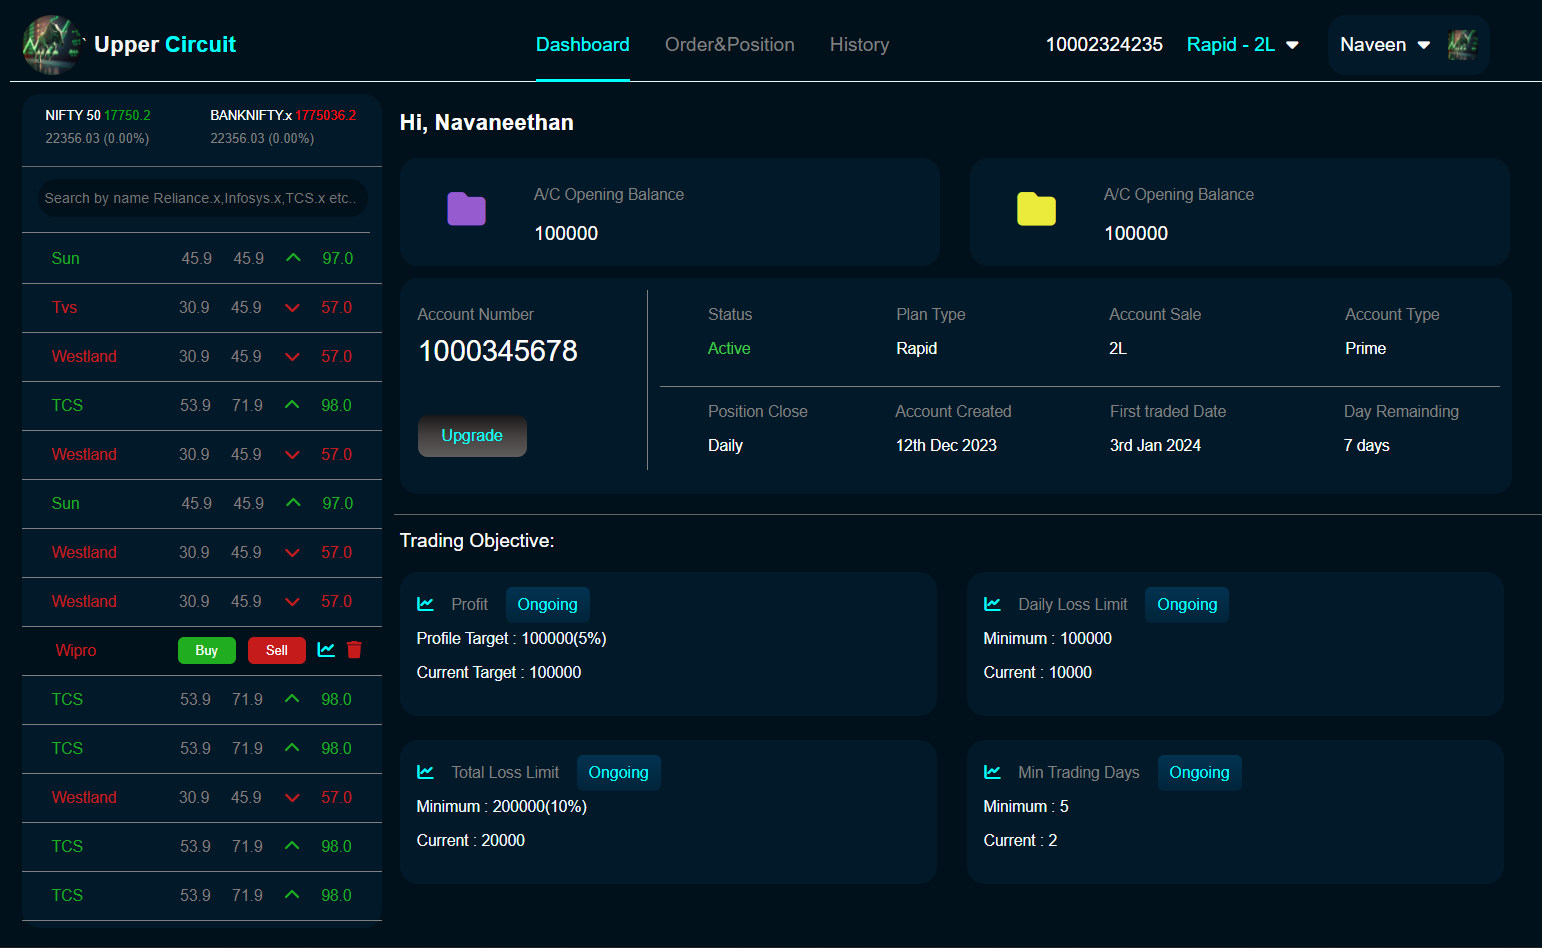 Upper Circuit
Dashboard Order&Position History
10002324235 Rapid - 2L Naveen
NIFTY 50 17750.2 BANKNIFTY.x 1775036.2
22356.03 (0.00%) 22356.03 (0.00%)
Search by name Reliance.x,Infosys.x,TCS.x etc..
Sun 45.9 45.9 97.0
Tvs 30.9 45.9 57.0
Westland 30.9 45.9 57.0
TCS 53.9 71.9 98.0
Westland 30.9 45.9 57.0
Sun 45.9 45.9 97.0
Westland 30.9 45.9 57.0
Westland 30.9 45.9 57.0
Wipro Buy Sell
TCS 53.9 71.9 98.0
TCS 53.9 71.9 98.0
Westland 30.9 45.9 57.0
TCS 53.9 71.9 98.0
TCS 53.9 71.9 98.0
Hi, Navaneethan
A/C Opening Balance
100000
A/C Opening Balance
100000
Account Number
1000345678
Upgrade
Status Plan Type Account Sale Account Type
Active Rapid 2L Prime
Position Close Account Created First traded Date Day Remainding
Daily 12th Dec 2023 3rd Jan 2024 7 days
Trading Objective:
Profit Ongoing
Profile Target : 100000(5%)
Current Target : 100000
Daily Loss Limit Ongoing
Minimum : 100000
Current : 10000
Total Loss Limit Ongoing
Minimum : 200000(10%)
Current : 20000
Min Trading Days Ongoing
Minimum : 5
Current : 2